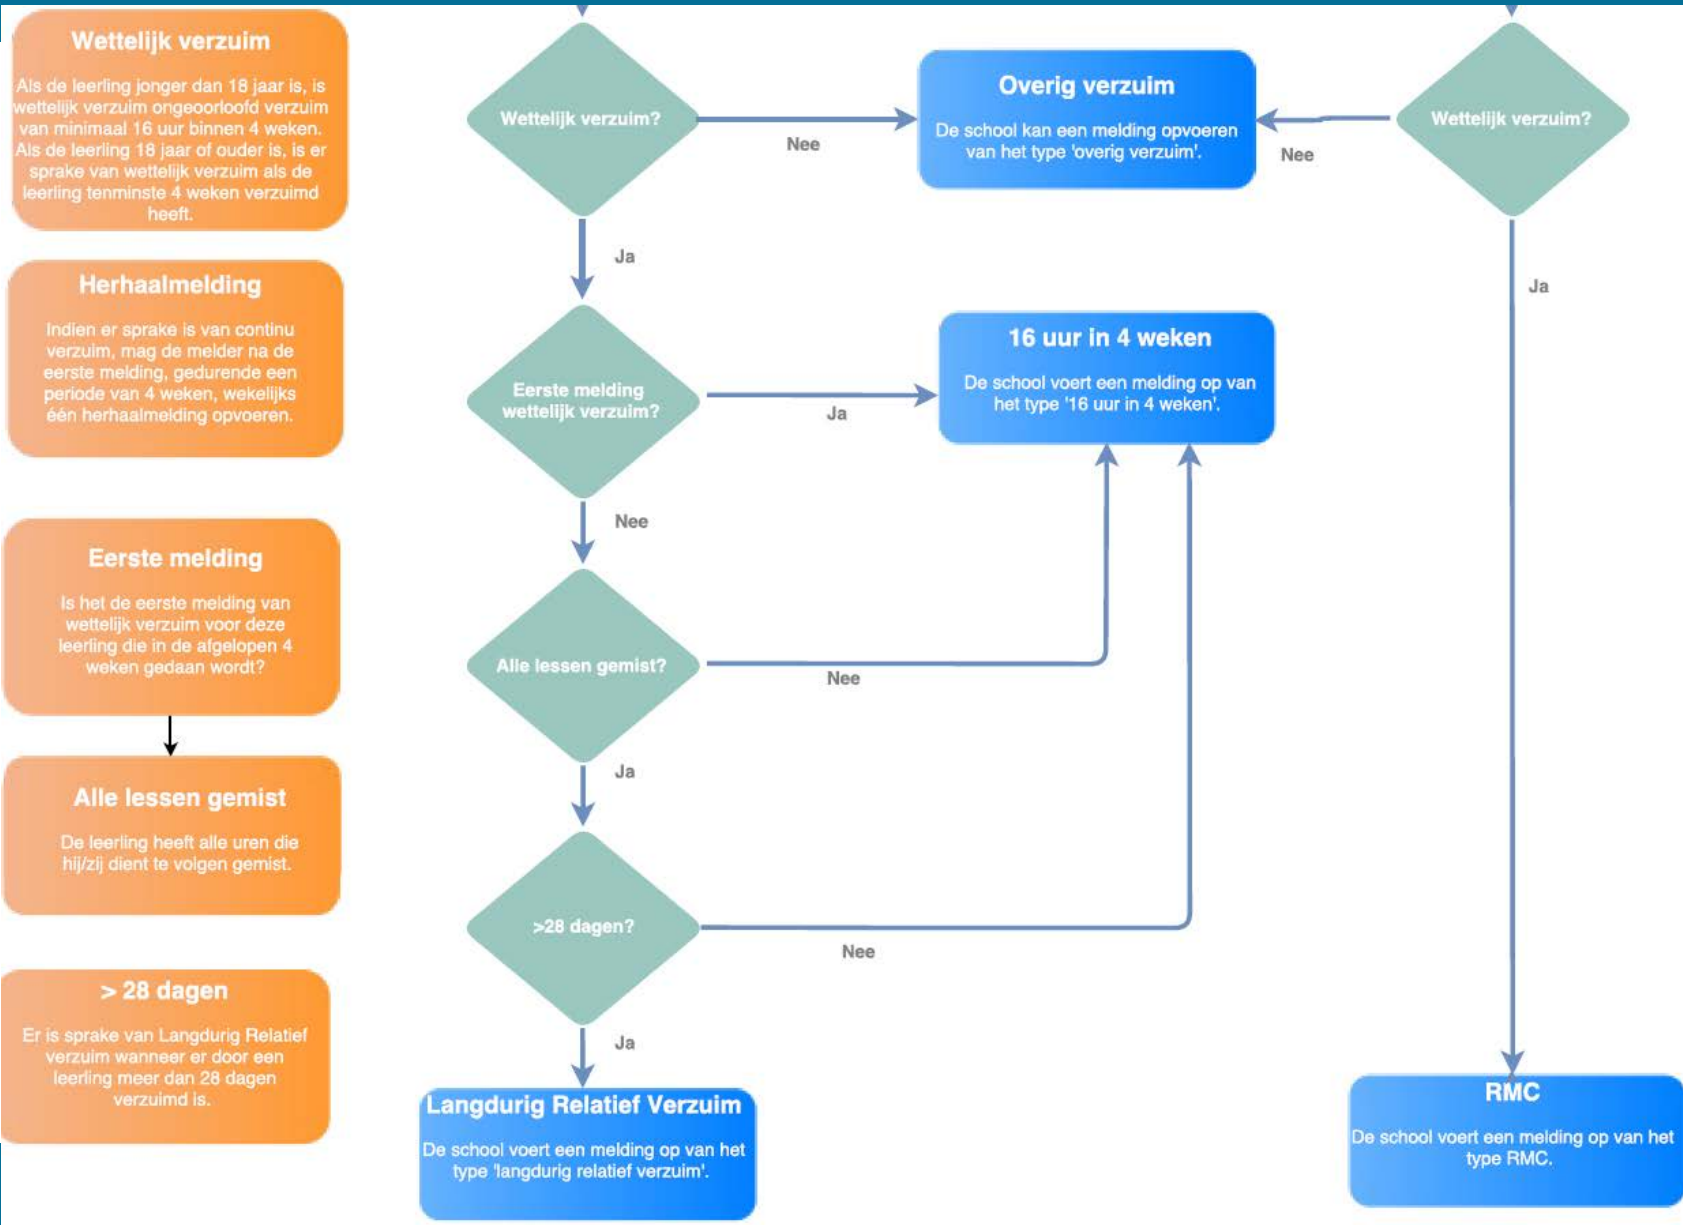 Wettelijk verzuim
Als de leerling jonger dan 18 jaar is, is
wettelijk verzuim ongeoorloofd verzuim
van minimaal 16 uur binnen 4 weken.
Als de leerling 18 jaar of ouder is, is er
sprake van wettelijk verzuim als de
leerling tenminste 4 weken verzuimd
heeft.
Herhaalmelding
Indien er sprake is van continu
verzuim, mag de melder na de
eerste melding, gedurende een
periode van 4 weken, wekelijks
één herhaalmelding opvoeren.
Eerste melding
Is het de eerste melding van
wettelijk verzuim voor deze
leerling die in de afgelopen 4
weken gedaan wordt?
Alle lessen gemist
De leerling heeft alle uren die
hij/zij dient te volgen gemist.
> 28 dagen
Er is sprake van Langdurig Relatief
verzuim wanneer er door een
leerling meer dan 28 dagen
verzuimd is.
Wettelijk verzuim?
Nee
Overig verzuim
De school kan een melding opvoeren
van het type 'overig verzuim'.
Nee
Wettelijk verzuim?
Ja
Ja
Eerste melding
wettelijk verzuim?
Ja
16 uur in 4 weken
De school voert een melding op van
het type '16 uur in 4 weken'.
Nee
Alle lessen gemist?
Nee
Ja
>28 dagen?
Nee
Ja
Langdurig Relatief Verzuim
De school voert een melding op van het
type 'langdurig relatief verzuim'.
RMC
De school voert een melding op van het
type RMC.